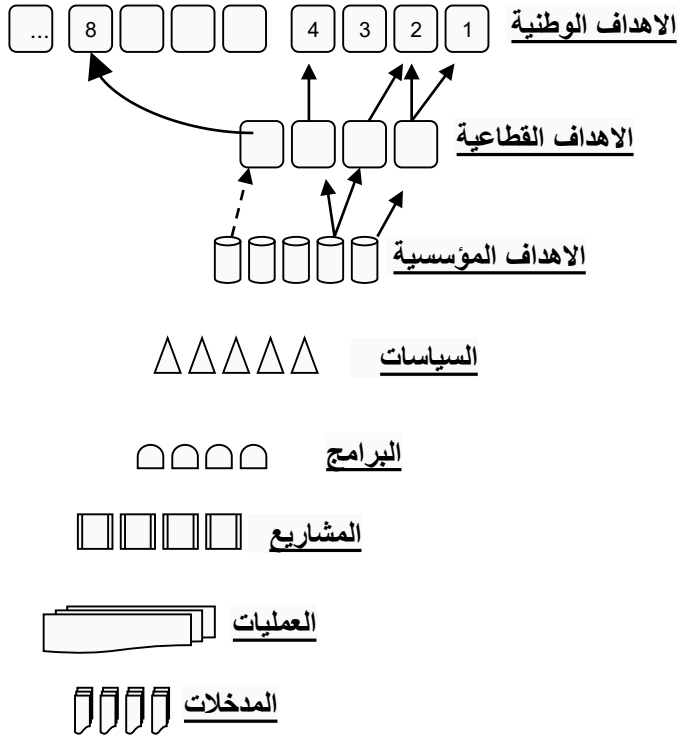 الاهداف الوطنية 1 2 3 4 8 ...
الاهداف القطاعية
الاهداف المؤسسية
السياسات
البرامج
المشاريع
العمليات
المدخلات